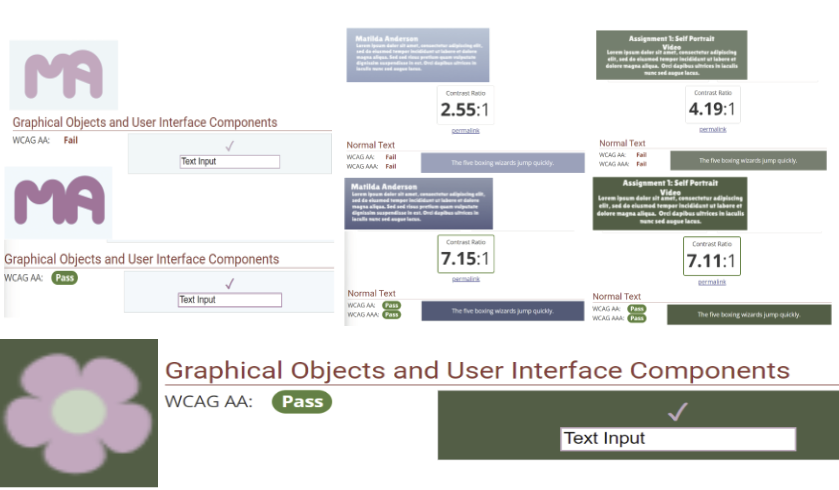 MA
Graphical Objects and User Interface Components
WCAG AA: Fail
✓
Text Input
MA
Graphical Objects and User Interface Components
WCAG AA: Pass
✓
Text Input
Matilda Anderson
Lorem ipsum dolor sit amet, consectetur adipiscing elit,
sed do eiusmod tempor incididunt ut labore et dolore
magna aliqua. Sed sed risus pretium quam vulputate
dignissim suspendisse in est. Orci dapibus ultrices in
iaculis nunc sed augue lacus.
Contrast Ratio
2.55:1
permalink
Normal Text
WCAG AA: Fail
WCAG AAA: Fail
The five boxing wizards jump quickly.
Matilda Anderson
Lorem ipsum dolor sit amet, consectetur adipiscing elit,
sed do eiusmod tempor incididunt ut labore et dolore
magna aliqua. Sed sed risus pretium quam vulputate
dignissim suspendisse in est. Orci dapibus ultrices in
iaculis nunc sed augue lacus.
Contrast Ratio
7.15:1
permalink
Normal Text
WCAG AA: Pass
WCAG AAA: Pass
The five boxing wizards jump quickly.
Assignment 1: Self Portrait
Video
Lorem ipsum dolor sit amet, consectetur adipiscing
elit, sed do eiusmod tempor incididunt ut labore et
dolore magna aliqua. Orci dapibus ultrices in iaculis
nunc sed augue lacus.
Contrast Ratio
4.19:1
permalink
Normal Text
WCAG AA: Fail
WCAG AAA: Fail
The five boxing wizards jump quickly.
Assignment 1: Self Portrait
Video
Lorem ipsum dolor sit amet, consectetur adipiscing
elit, sed do eiusmod tempor incididunt ut labore et
dolore magna aliqua. Orci dapibus ultrices in iaculis
nunc sed augue lacus.
Contrast Ratio
7.11:1
permalink
Normal Text
WCAG AA: Pass
WCAG AAA: Pass
The five boxing wizards jump quickly.
Graphical Objects and User Interface Components
WCAG AA: Pass
✓
Text Input